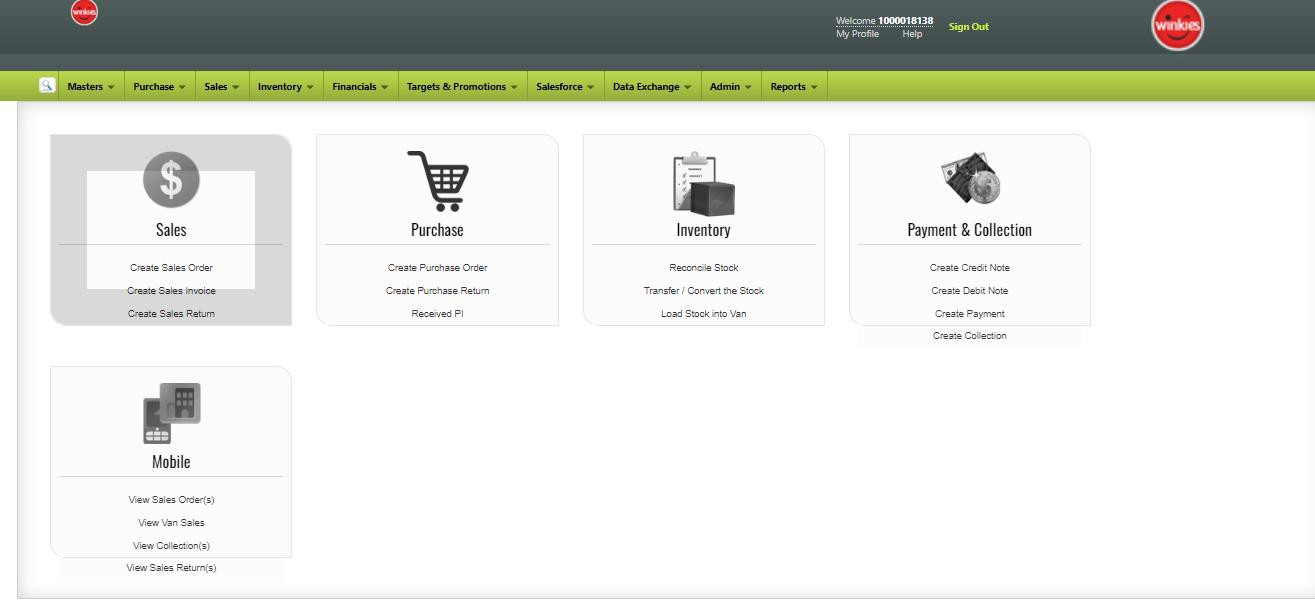 winkies
Welcome 1000018138
My Profile Help
Sign Out
winkies
Masters Purchase Sales Inventory Financials Targets & Promotions Salesforce Data Exchange Admin Reports
Sales
Create Sales Order
Create Sales Invoice
Create Sales Return
Purchase
Create Purchase Order
Create Purchase Return
Received PI
Inventory
Reconcile Stock
Transfer / Convert the Stock
Load Stock into Van
Payment & Collection
Create Credit Note
Create Debit Note
Create Payment
Create Collection
Mobile
View Sales Order(s)
View Van Sales
View Collection(s)
View Sales Return(s)